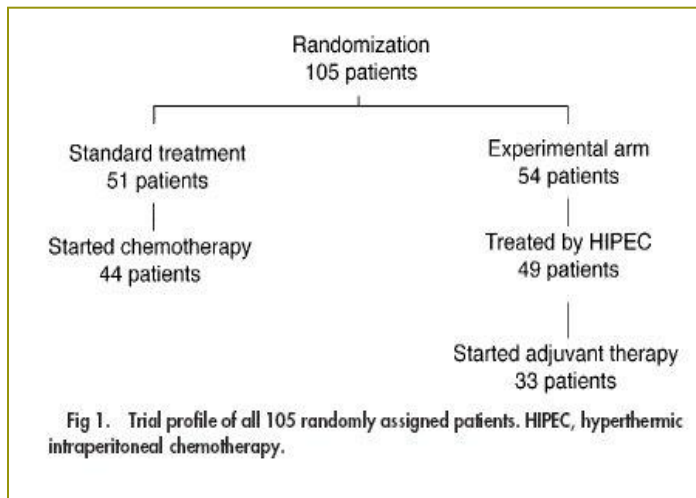 Randomization
105 patients
Standard treatment
51 patients
Experimental arm
54 patients
Started chemotherapy
44 patients
Treated by HIPEC
49 patients
Started adjuvant therapy
33 patients
Fig 1. Trial profile of all 105 randomly assigned patients. HIPEC, hyperthermic
intraperitoneal chemotherapy.